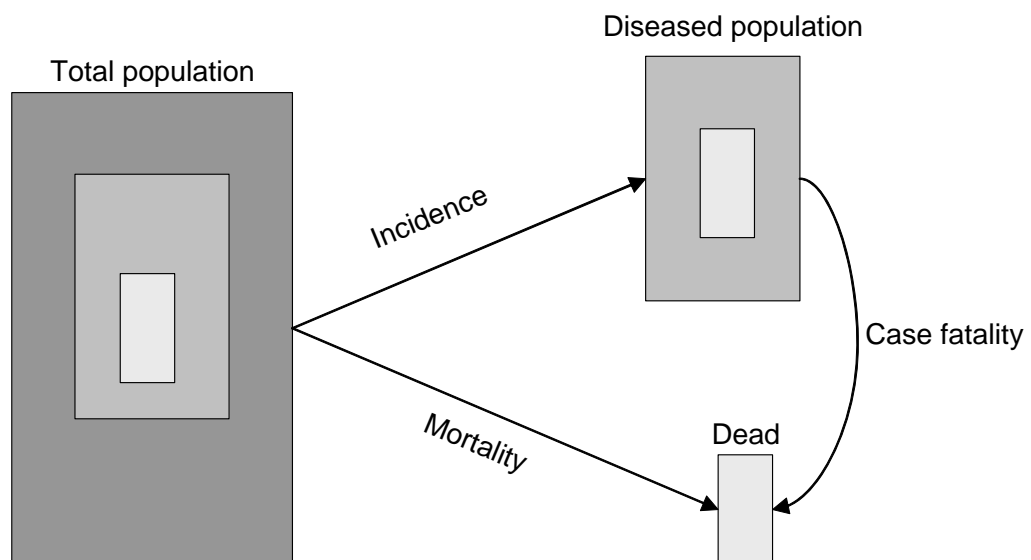 Diseased population
Total population
Incidence
Case fatality
Mortality
Dead